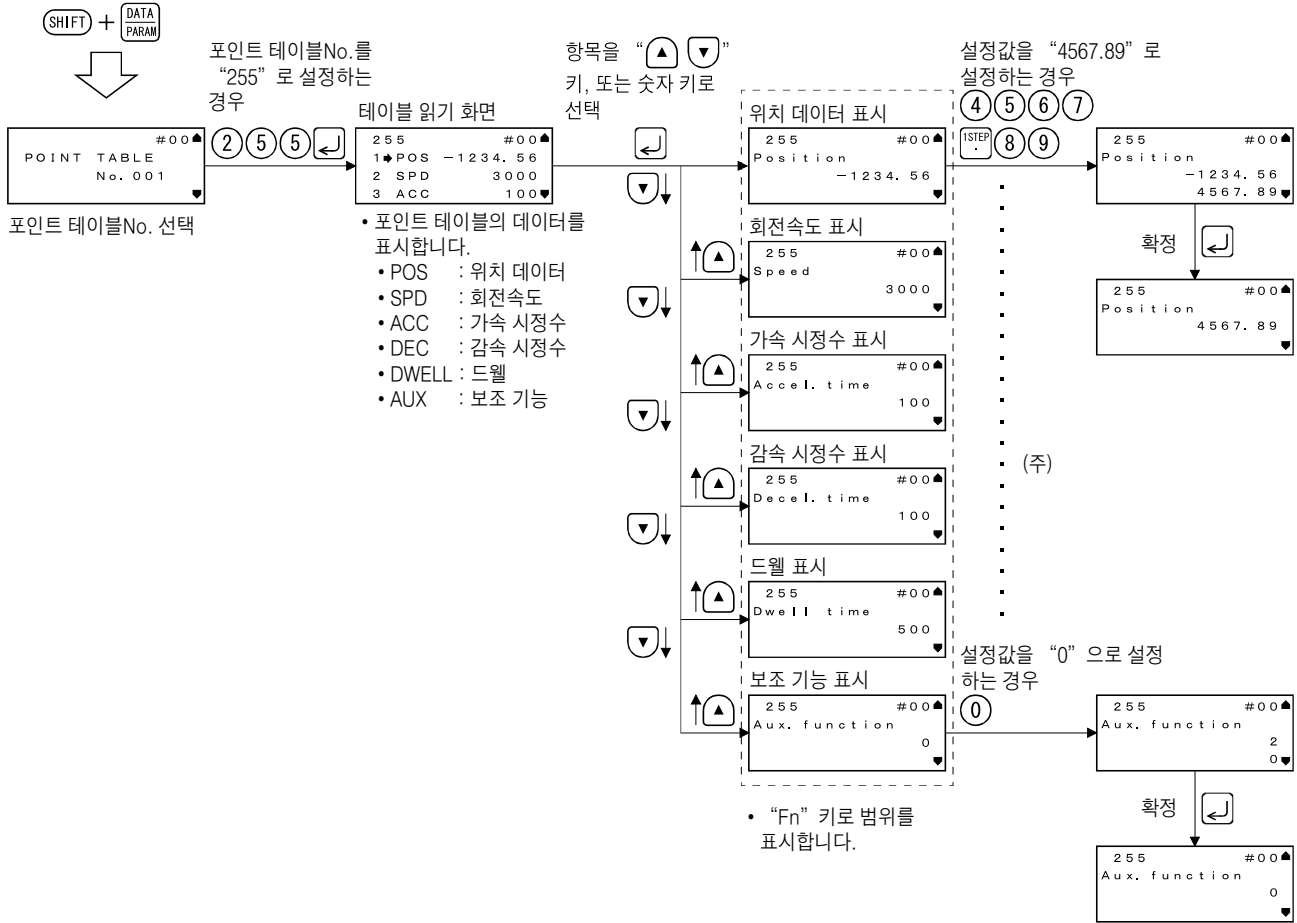 SHIFT + DATA PARAM
포인트 테이블No.를
“255”로 설정하는
경우
2 5 5
#00
POINT TABLE
No. 001
포인트 테이블No. 선택
테이블 읽기 화면
255 #00
1 POS -1234. 56
2 SPD 3000
3 ACC 100
• 포인트 테이블의 데이터를
표시합니다.
• POS : 위치 데이터
• SPD : 회전속도
• ACC : 가속 시정수
• DEC : 감속 시정수
• DWELL : 드웰
• AUX : 보조 기능
항목을 “▲ ▼”
키, 또는 숫자 키로
선택
위치 데이터 표시
255 #00
Position
-1234. 56
회전속도 표시
255 #00
Speed
3000
가속 시정수 표시
255 #00
Accel. time
100
감속 시정수 표시
255 #00
Decel. time
100
드웰 표시
255 #00
Dwell time
500
보조 기능 표시
255 #00
Aux. function
0
• “Fn” 키로 범위를
표시합니다.
설정값을 “4567.89”로
설정하는 경우
4 5 6 7
1STEP . 8 9
255 #00
Position
-1234. 56
4567. 89
확정
255 #00
Position
4567. 89
(주)
설정값을 “0”으로 설정
하는 경우
0
255 #00
Aux. function
2
0
확정
255 #00
Aux. function
0